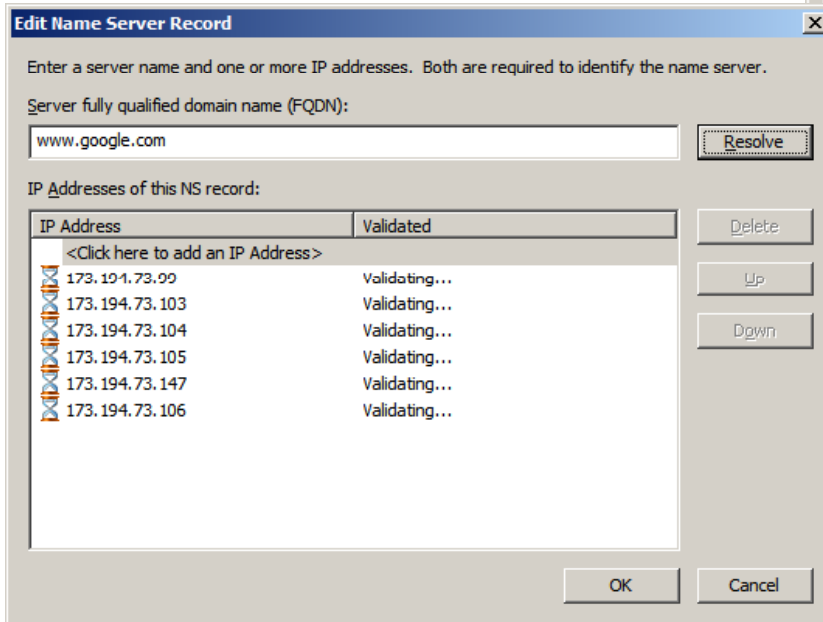 Edit Name Server Record
Enter a server name and one or more IP addresses. Both are required to identify the name server.
Server fully qualified domain name (FQDN):
www.google.com
Resolve
IP Addresses of this NS record:
IP Address Validated
<Click here to add an IP Address>
173.194.73.99 Validating...
173.194.73.103 Validating...
173.194.73.104 Validating...
173.194.73.105 Validating...
173.194.73.147 Validating...
173.194.73.106 Validating...
Delete
Up
Down
OK Cancel